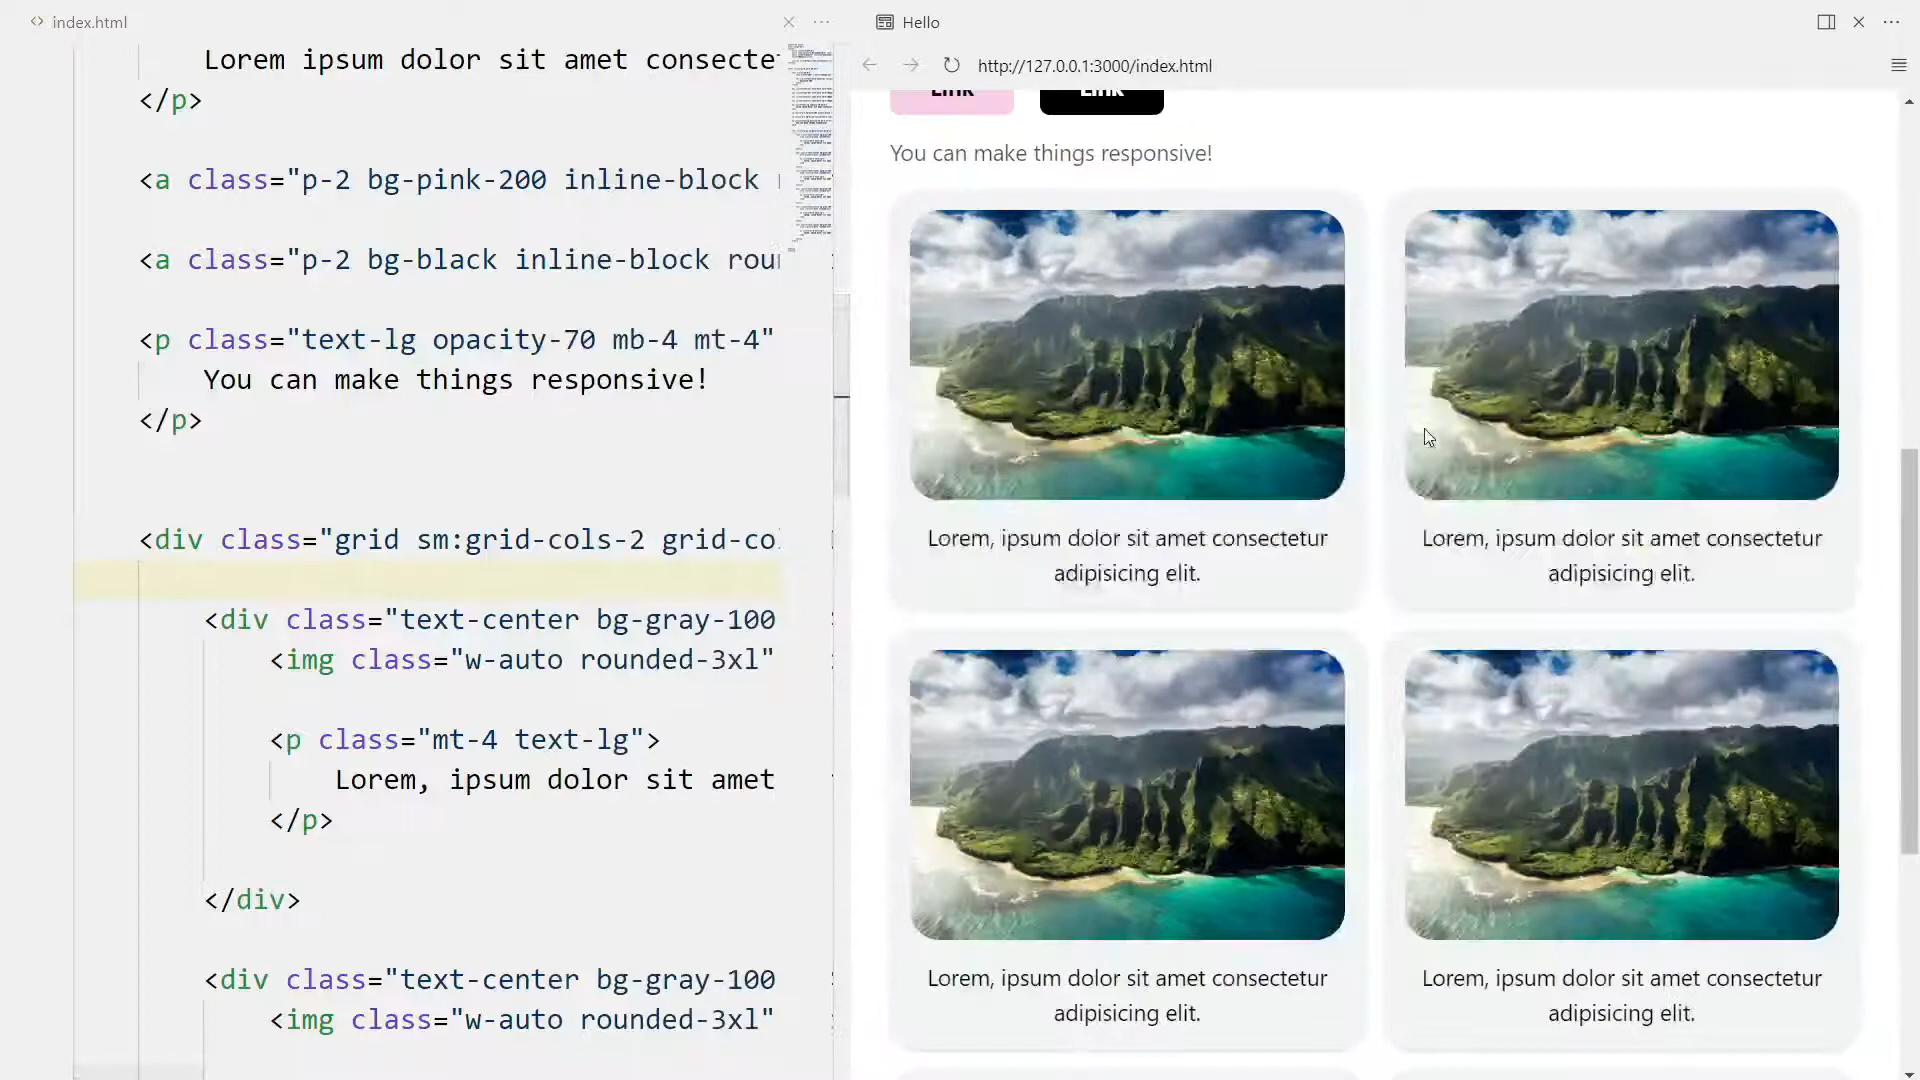 index.html
Lorem ipsum dolor sit amet consecte
</p>
<a class="p-2 bg-pink-200 inline-block
<a class="p-2 bg-black inline-block rou
<p class="text-lg opacity-70 mb-4 mt-4"
You can make things responsive!
</p>
<div class="grid sm:grid-cols-2 grid-co
<div class="text-center bg-gray-100
<img class="w-auto rounded-3xl"
<p class="mt-4 text-lg">
Lorem, ipsum dolor sit amet
</p>
</div>
<div class="text-center bg-gray-100
<img class="w-auto rounded-3xl"
Hello
http://127.0.0.1:3000/index.html
Link Link
You can make things responsive!
Lorem, ipsum dolor sit amet consectetur
adipisicing elit.
Lorem, ipsum dolor sit amet consectetur
adipisicing elit.
Lorem, ipsum dolor sit amet consectetur
adipisicing elit.
Lorem, ipsum dolor sit amet consectetur
adipisicing elit.